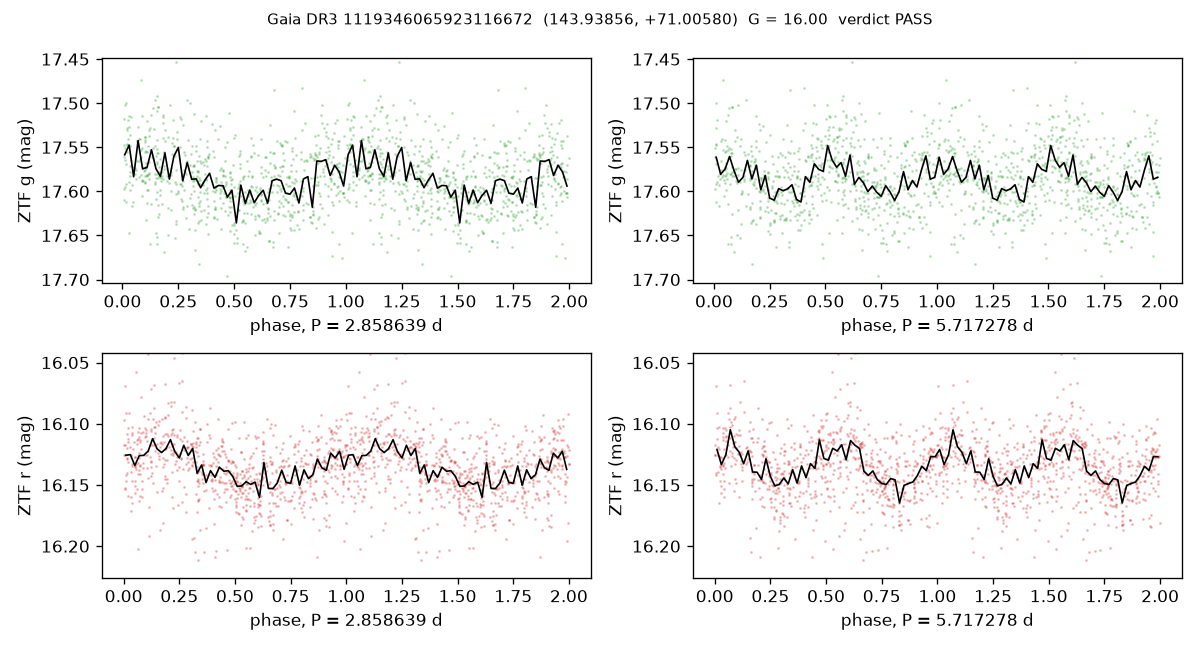 Gaia DR3 1119346065923116672 (143.93856, +71.00580) G = 16.00 verdict PASS
17.45
17.50
17.55
17.60
17.65
17.70
ZTF g (mag)
0.00 0.25 0.50 0.75 1.00 1.25 1.50 1.75 2.00
phase, P = 2.858639 d
17.45
17.50
17.55
17.60
17.65
17.70
ZTF g (mag)
0.00 0.25 0.50 0.75 1.00 1.25 1.50 1.75 2.00
phase, P = 5.717278 d
16.05
16.10
16.15
16.20
ZTF r (mag)
0.00 0.25 0.50 0.75 1.00 1.25 1.50 1.75 2.00
phase, P = 2.858639 d
16.05
16.10
16.15
16.20
ZTF r (mag)
0.00 0.25 0.50 0.75 1.00 1.25 1.50 1.75 2.00
phase, P = 5.717278 d